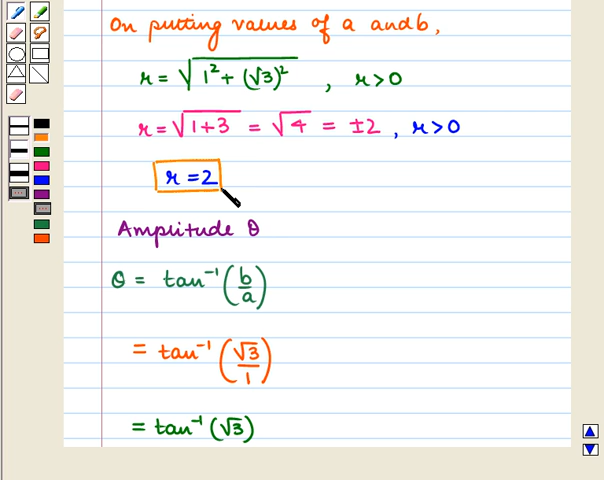 On putting values of a and b,
r = √(1² + (√3)²) , r > 0
r = √(1+3) = √4 = ±2 , r > 0
r = 2
Amplitude θ
θ = tan⁻¹(b/a)
= tan⁻¹(√3/1)
= tan⁻¹(√3)